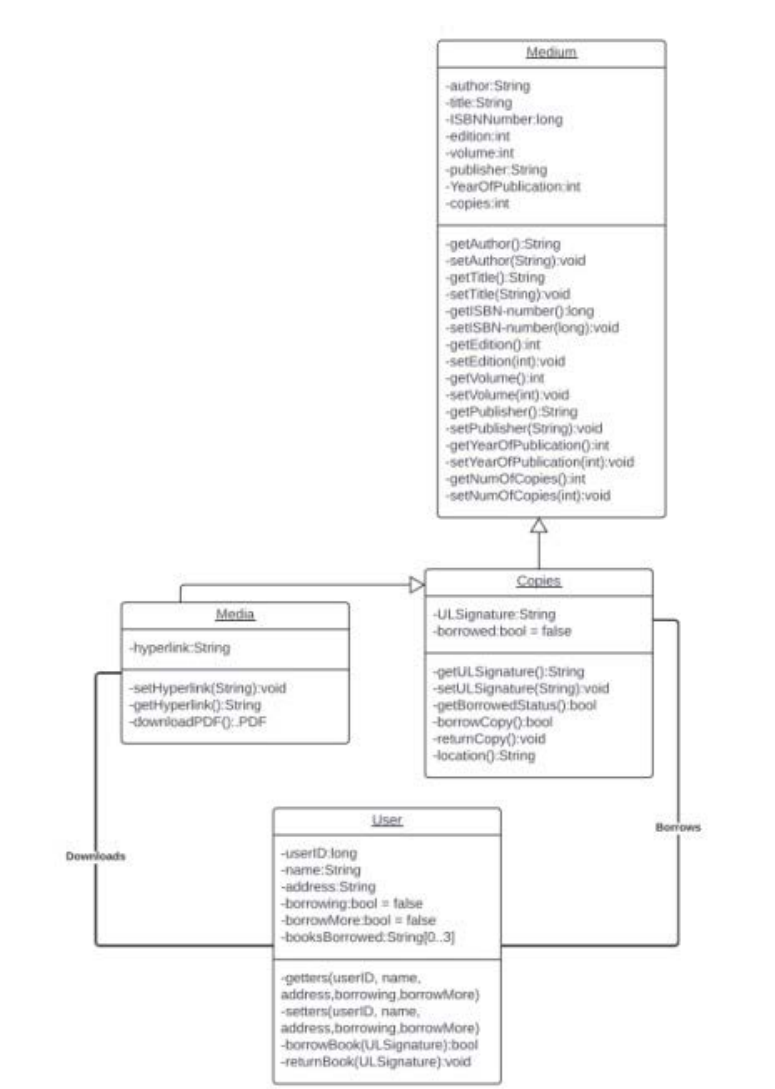 Medium
-author:String
-title:String
-ISBNNumber:long
-edition:int
-volume:int
-publisher:String
-YearOfPublication:int
-copies:int
-getAuthor():String
-setAuthor(String):void
-getTitle():String
-setTitle(String):void
-getISBN-number():long
-setISBN-number(long):void
-getEdition():int
-setEdition(int):void
-getVolume():int
-setVolume(int):void
-getPublisher():String
-setPublisher(String):void
-getYearOfPublication():int
-setYearOfPublication(int):void
-getNumOfCopies():int
-setNumOfCopies(int):void
Media
-hyperlink:String
-setHyperlink(String):void
-getHyperlink():String
-downloadPDF():.PDF
Copies
-ULSignature:String
-borrowed:bool = false
-getULSignature():String
-setULSignature(String):void
-getBorrowedStatus():bool
-borrowCopy():bool
-returnCopy():void
-location():String
Downloads
Borrows
User
-userID:long
-name:String
-address:String
-borrowing:bool = false
-borrowMore:bool = false
-booksBorrowed:String[0..3]
-getters(userID, name,
address,borrowing,borrowMore)
-setters(userID, name,
address,borrowing,borrowMore)
-borrowBook(ULSignature):bool
-returnBook(ULSignature):void